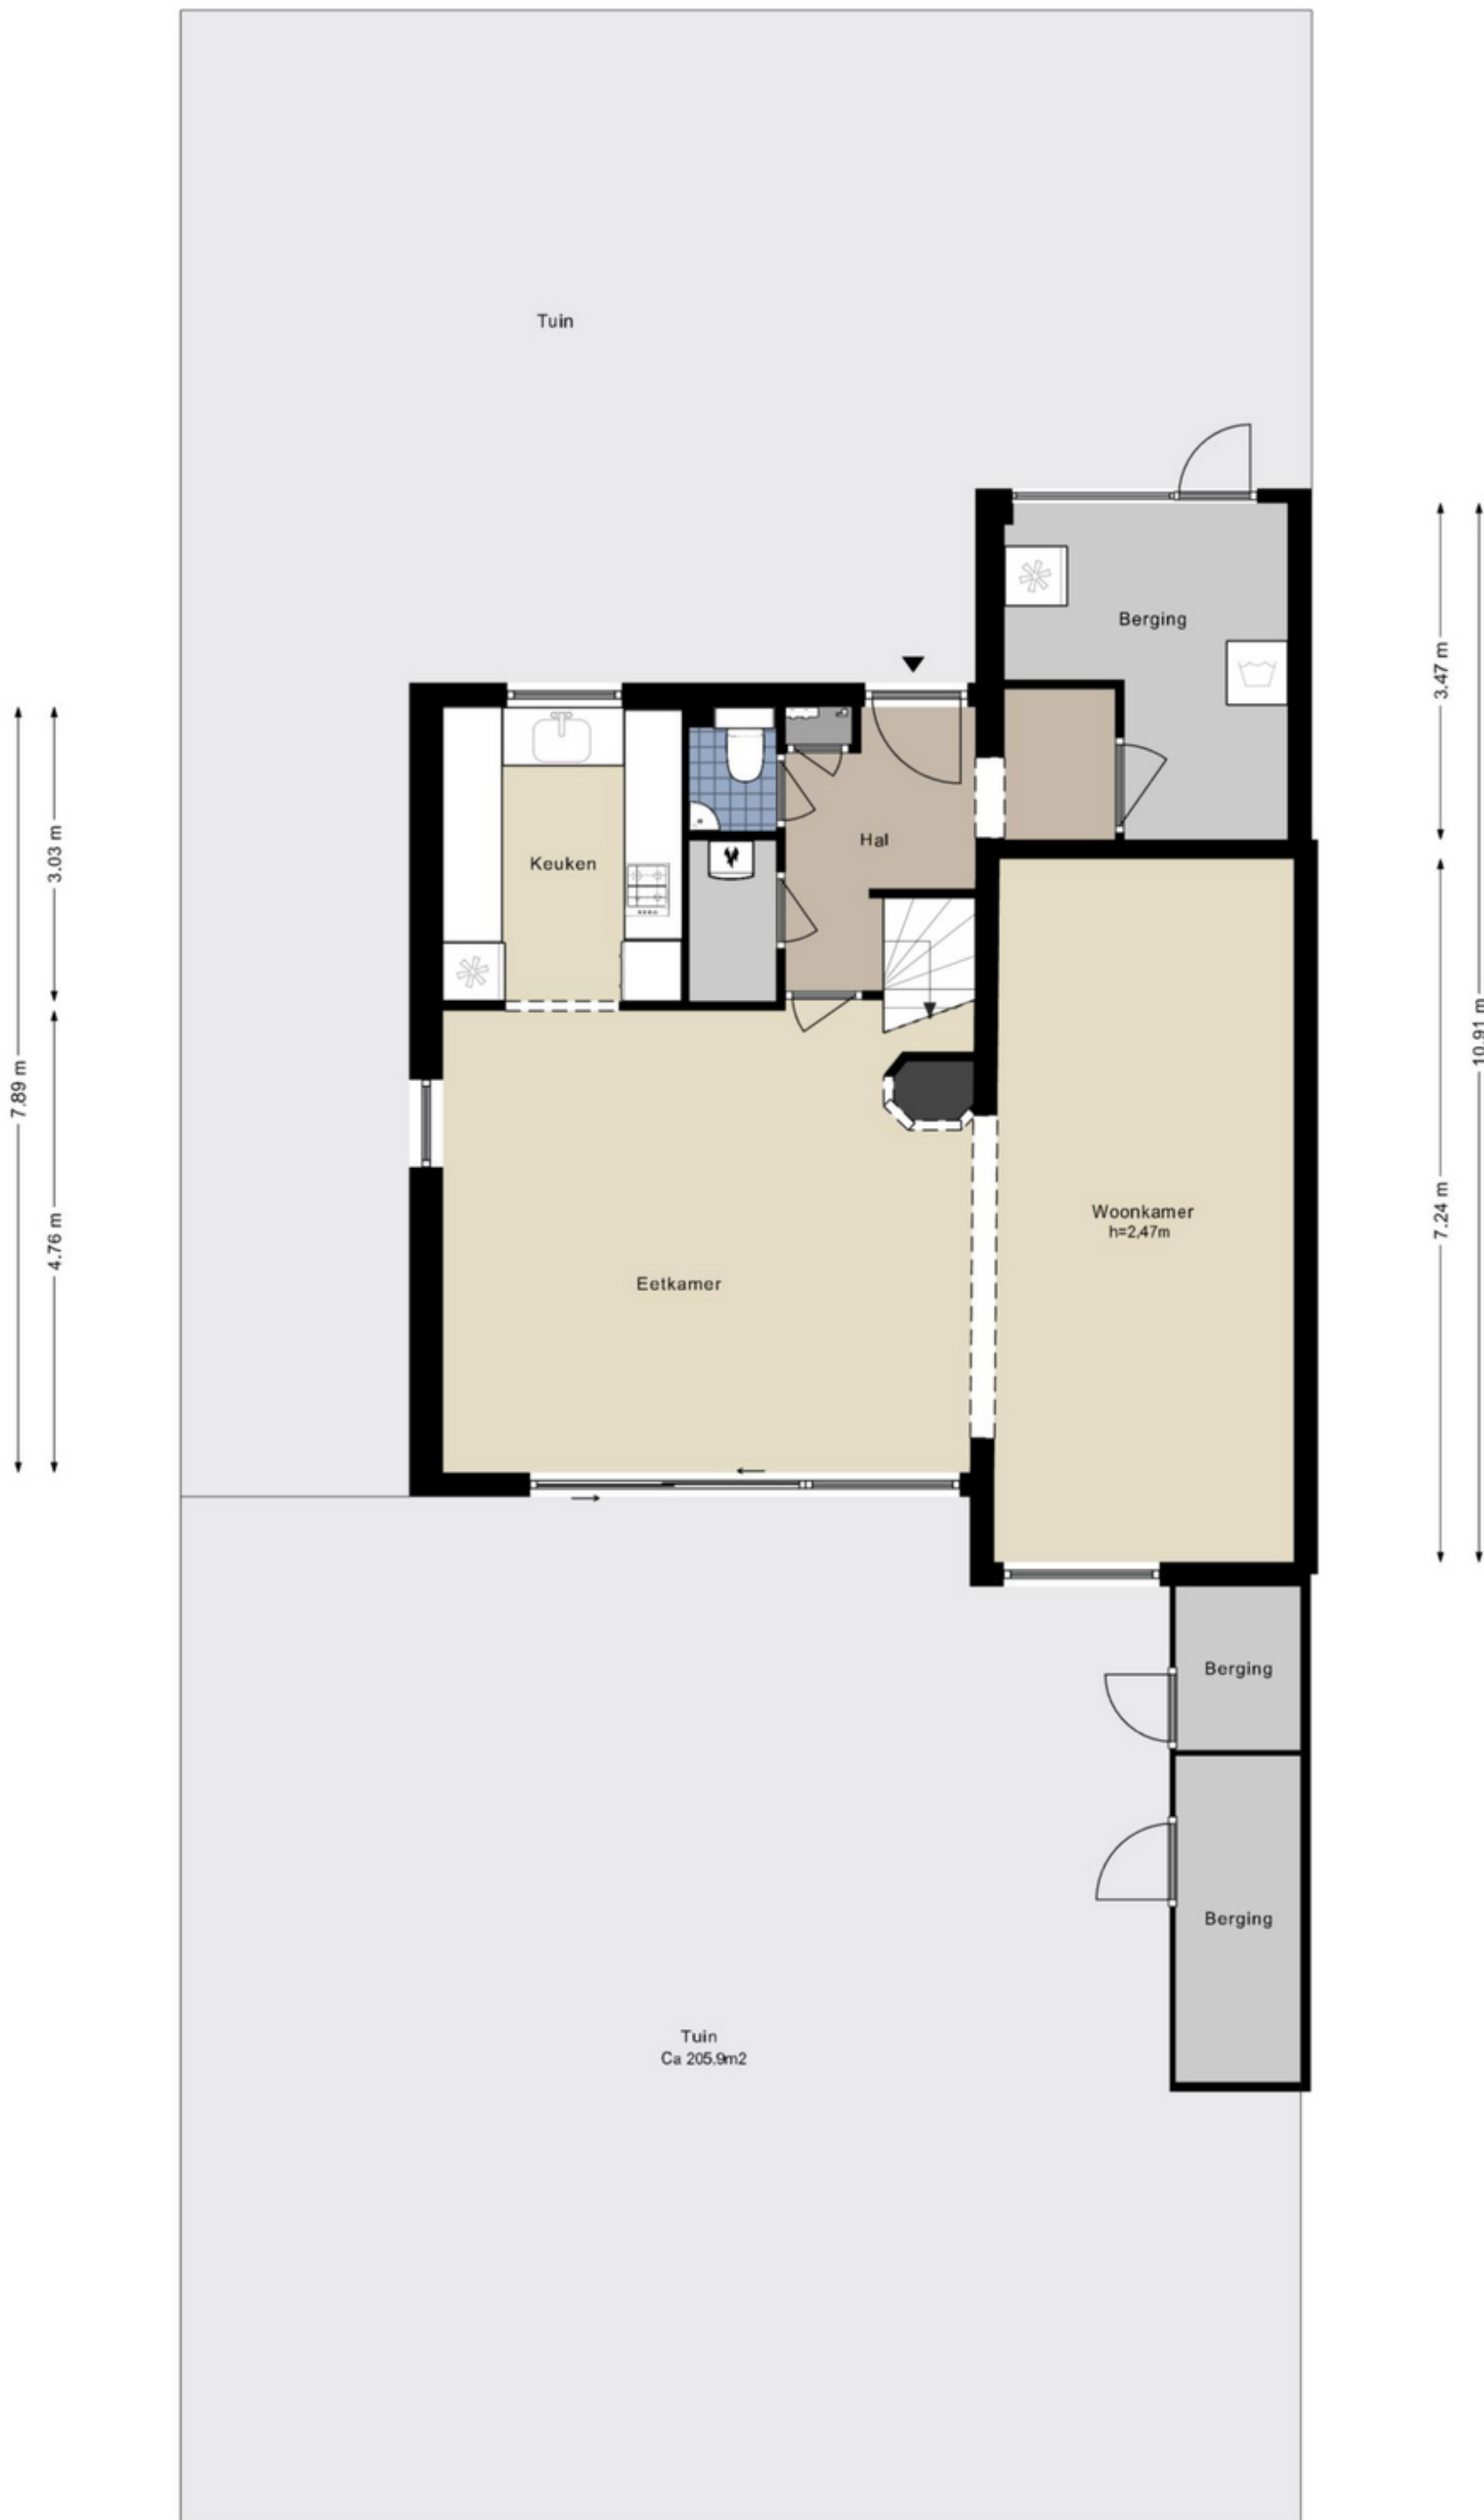 Tuin
Berging
3.47 m
Hal
Keuken
3.03 m
10.91 m
7.89 m
Woonkamer
h=2,47m
7.24 m
4.76 m
Eetkamer
Berging
Berging
Tuin
Ca 205,9m2